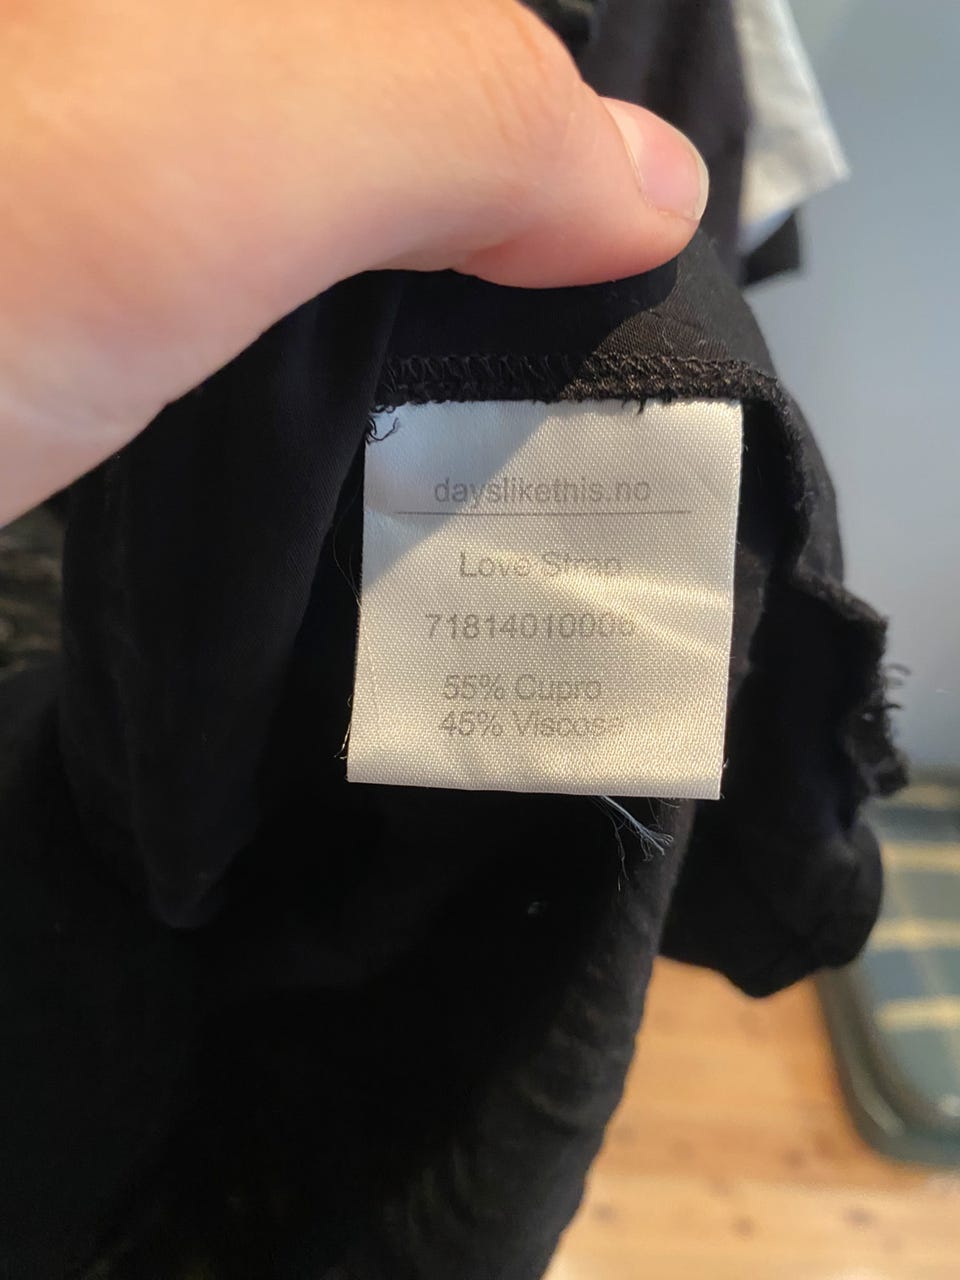 dayslikethis.no
Love Strap
55% Cupro
45% Viscose